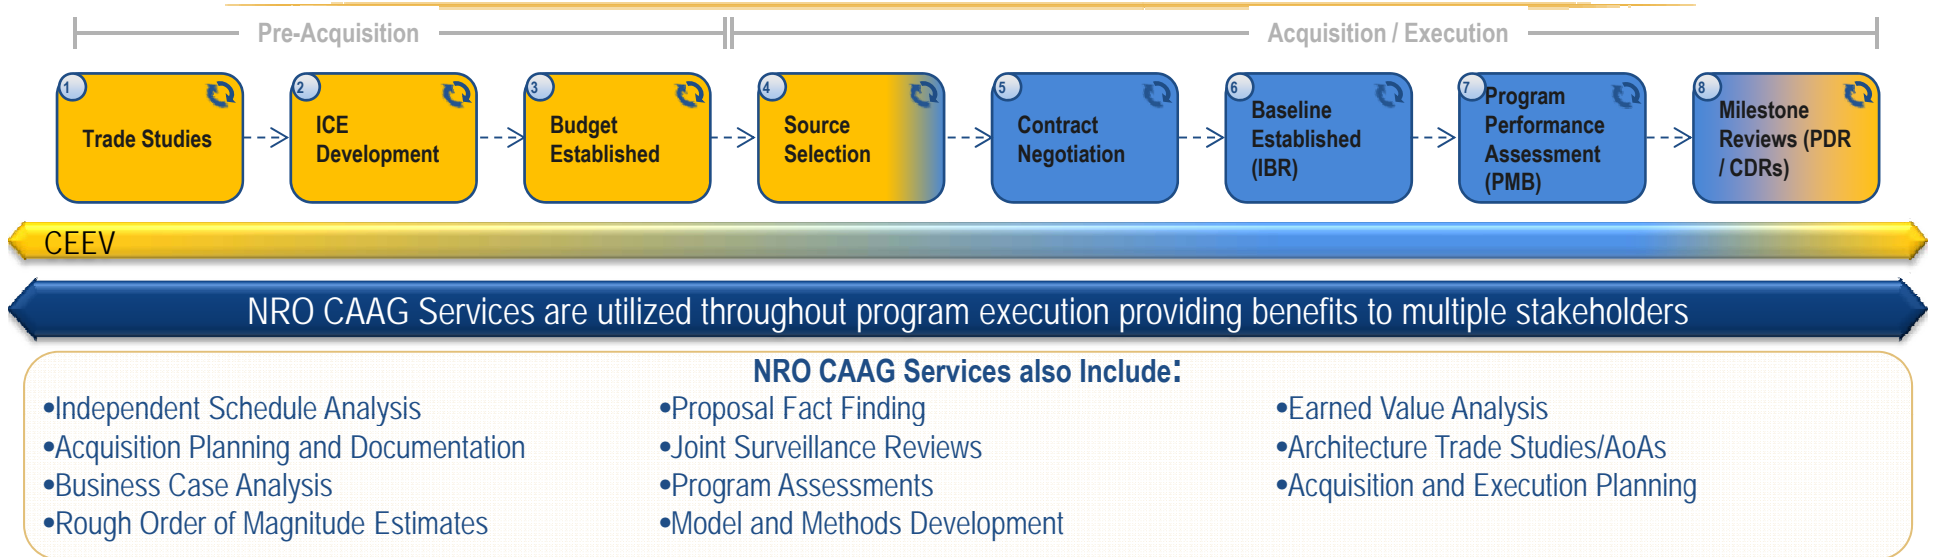 Pre-Acquisition
Acquisition / Execution
1
Trade Studies
2
ICE
Development
3
Budget
Established
4
Source
Selection
5
Contract
Negotiation
6
Baseline
Established
(IBR)
7
Program
Performance
Assessment
(PMB)
8
Milestone
Reviews (PDR
/ CDRs)
CEEV
NRO CAAG Services are utilized throughout program execution providing benefits to multiple stakeholders
NRO CAAG Services also Include:
•Independent Schedule Analysis
•Acquisition Planning and Documentation
•Business Case Analysis
•Rough Order of Magnitude Estimates
•Proposal Fact Finding
•Joint Surveillance Reviews
•Program Assessments
•Model and Methods Development
•Earned Value Analysis
•Architecture Trade Studies/AoAs
•Acquisition and Execution Planning